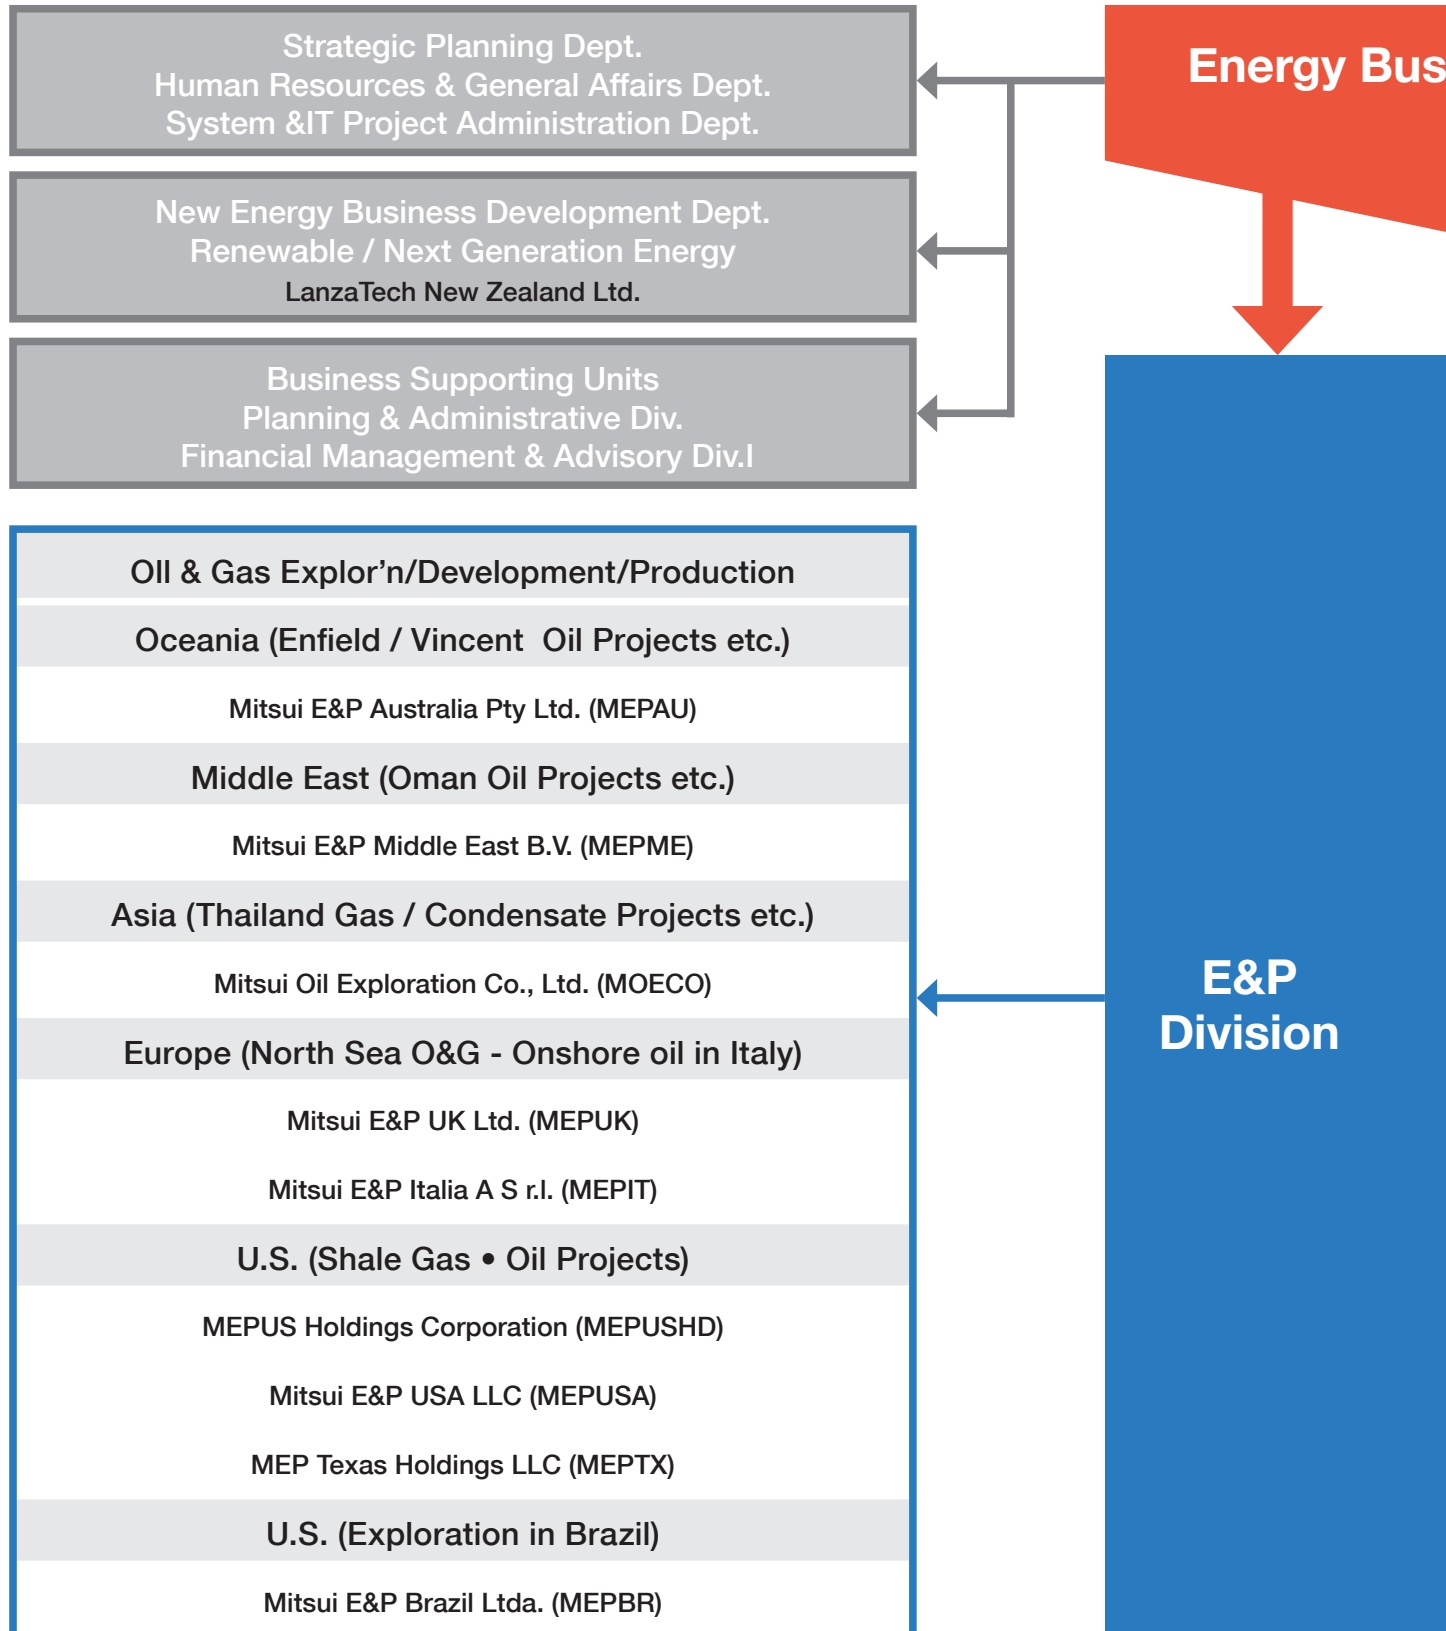 Strategic Planning Dept.
Human Resources & General Affairs Dept.
System &IT Project Administration Dept.
Energy Bus
New Energy Business Development Dept.
Renewable / Next Generation Energy
LanzaTech New Zealand Ltd.
Business Supporting Units
Planning & Administrative Div.
Financial Management & Advisory Div.I
OIl & Gas Explor’n/Development/Production
Oceania (Enfield / Vincent  Oil Projects etc.)
Mitsui E&P Australia Pty Ltd. (MEPAU)
Middle East (Oman Oil Projects etc.)
Mitsui E&P Middle East B.V. (MEPME)
Asia (Thailand Gas / Condensate Projects etc.)
Mitsui Oil Exploration Co., Ltd. (MOECO)
Europe (North Sea O&G - Onshore oil in Italy)
Mitsui E&P UK Ltd. (MEPUK)
Mitsui E&P Italia A S r.l. (MEPIT)
U.S. (Shale Gas • Oil Projects)
MEPUS Holdings Corporation (MEPUSHD)
Mitsui E&P USA LLC (MEPUSA)
MEP Texas Holdings LLC (MEPTX)
U.S. (Exploration in Brazil)
Mitsui E&P Brazil Ltda. (MEPBR)
E&P
Division